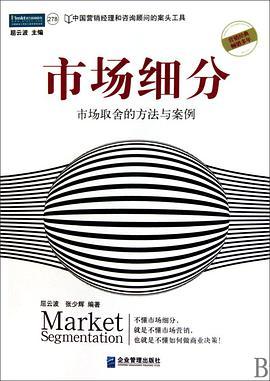 278 中国营销经理和咨询顾问的案头工具
屈云波 主编
市场细分
市场取舍的方法与案例
屈云波 张少辉 编著
Market
Segmentation
不懂市场细分,
就是不懂市场营销,
也就是不懂如何做商业决策!
企业管理出版社
B